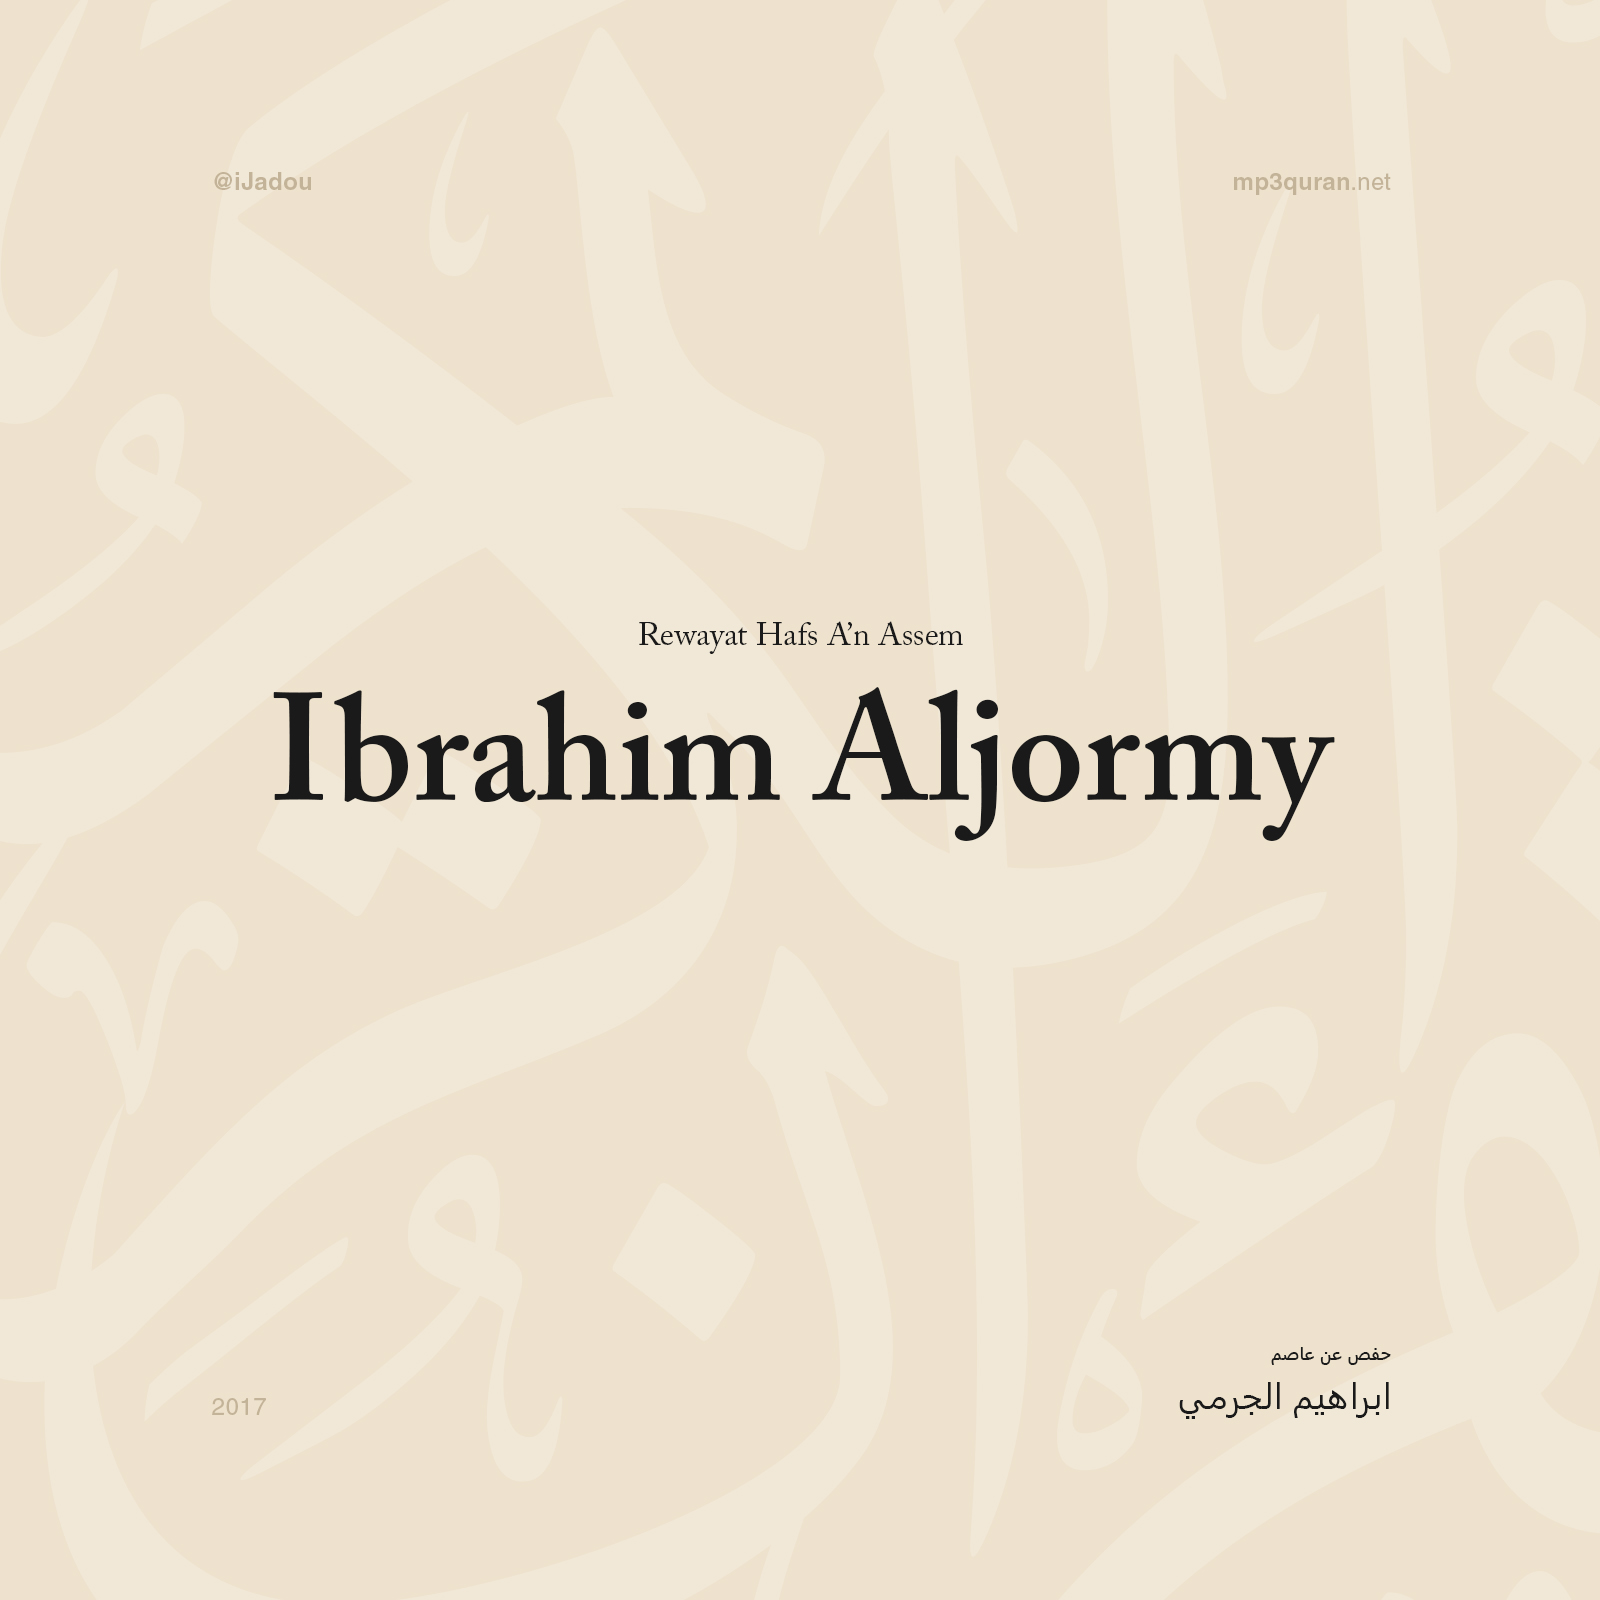 @iJadou
mp3quran.net
Rewayat Hafs A’n Assem
Ibrahim Aljormy
حفص عن عاصم
ابراهيم الجرمي
2017